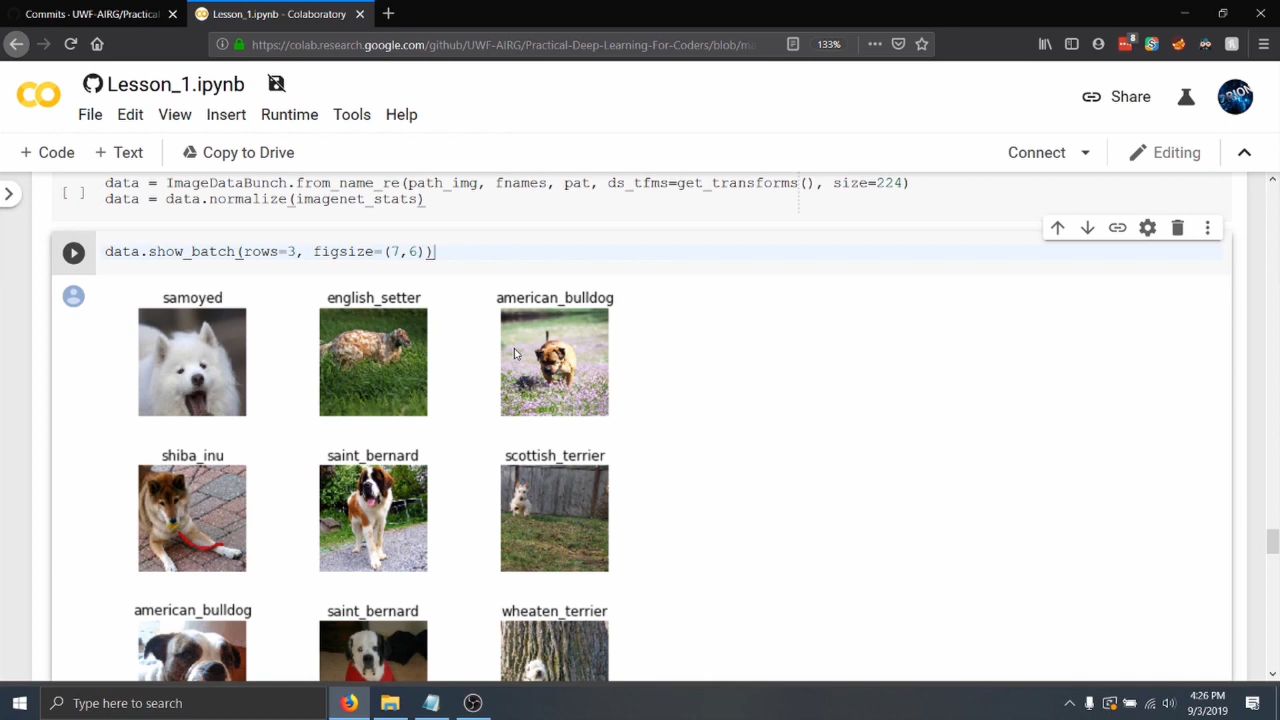 Commits · UWF-AIRG/Practical
Lesson_1.ipynb - Colaboratory
https://colab.research.google.com/github/UWF-AIRG/Practical-Deep-Learning-For-Coders/blob/ma
133%
8
Lesson_1.ipynb
File Edit View Insert Runtime Tools Help
Share
+ Code + Text Copy to Drive
Connect
Editing
[ ]
data = ImageDataBunch.from_name_re(path_img, fnames, pat, ds_tfms=get_transforms(), size=224)
data = data.normalize(imagenet_stats)
data.show_batch(rows=3, figsize=(7,6))
samoyed english_setter american_bulldog
shiba_inu saint_bernard scottish_terrier
american_bulldog saint_bernard wheaten_terrier
Type here to search
4:26 PM
9/3/2019